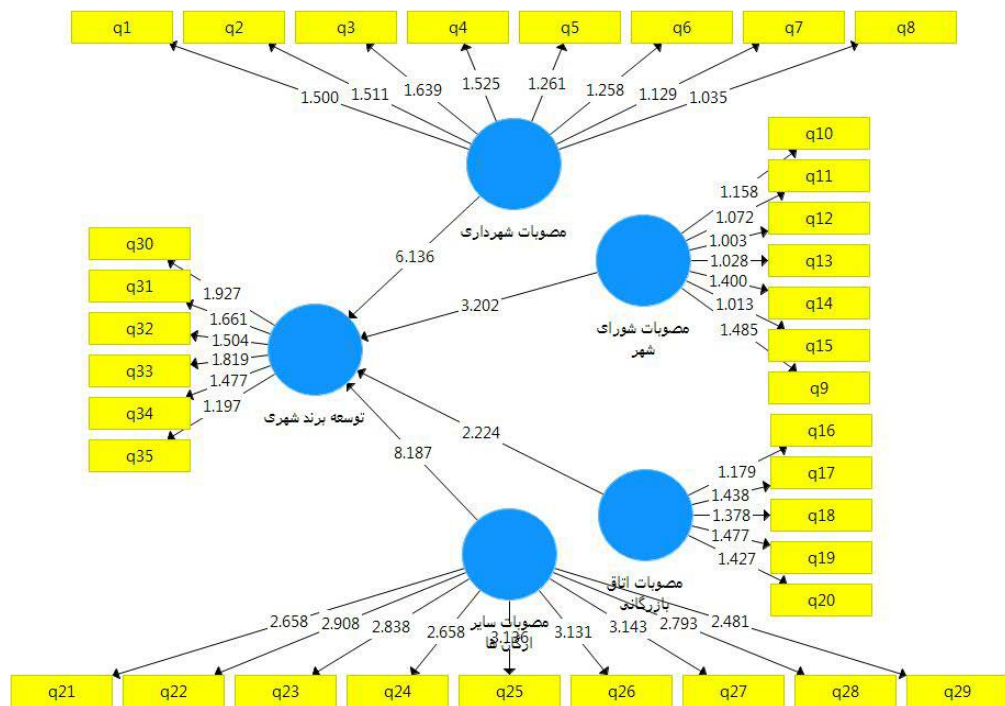 q1 q2 q3 q4 q5 q6 q7 q8
1.500 1.511 1.639 1.525 1.261 1.258 1.129 1.035
مصوبات شهرداری
q10
q11
q12
q13
q14
q15
q9
1.158
1.072
1.003
1.028
1.400
1.013
1.485
مصوبات شورای
شهر
6.136
3.202
q30
q31
q32
q33
q34
q35
1.927
1.661
1.504
1.819
1.477
1.197
توسعه برند شهری
2.224
8.187
q16
q17
q18
q19
q20
1.179
1.438
1.378
1.477
1.427
مصوبات اتاق
بازرگانی
مصوبات سایر
ارگان ها
2.658 2.908 2.838 2.658 3.136 3.131 3.143 2.793 2.481
q21 q22 q23 q24 q25 q26 q27 q28 q29